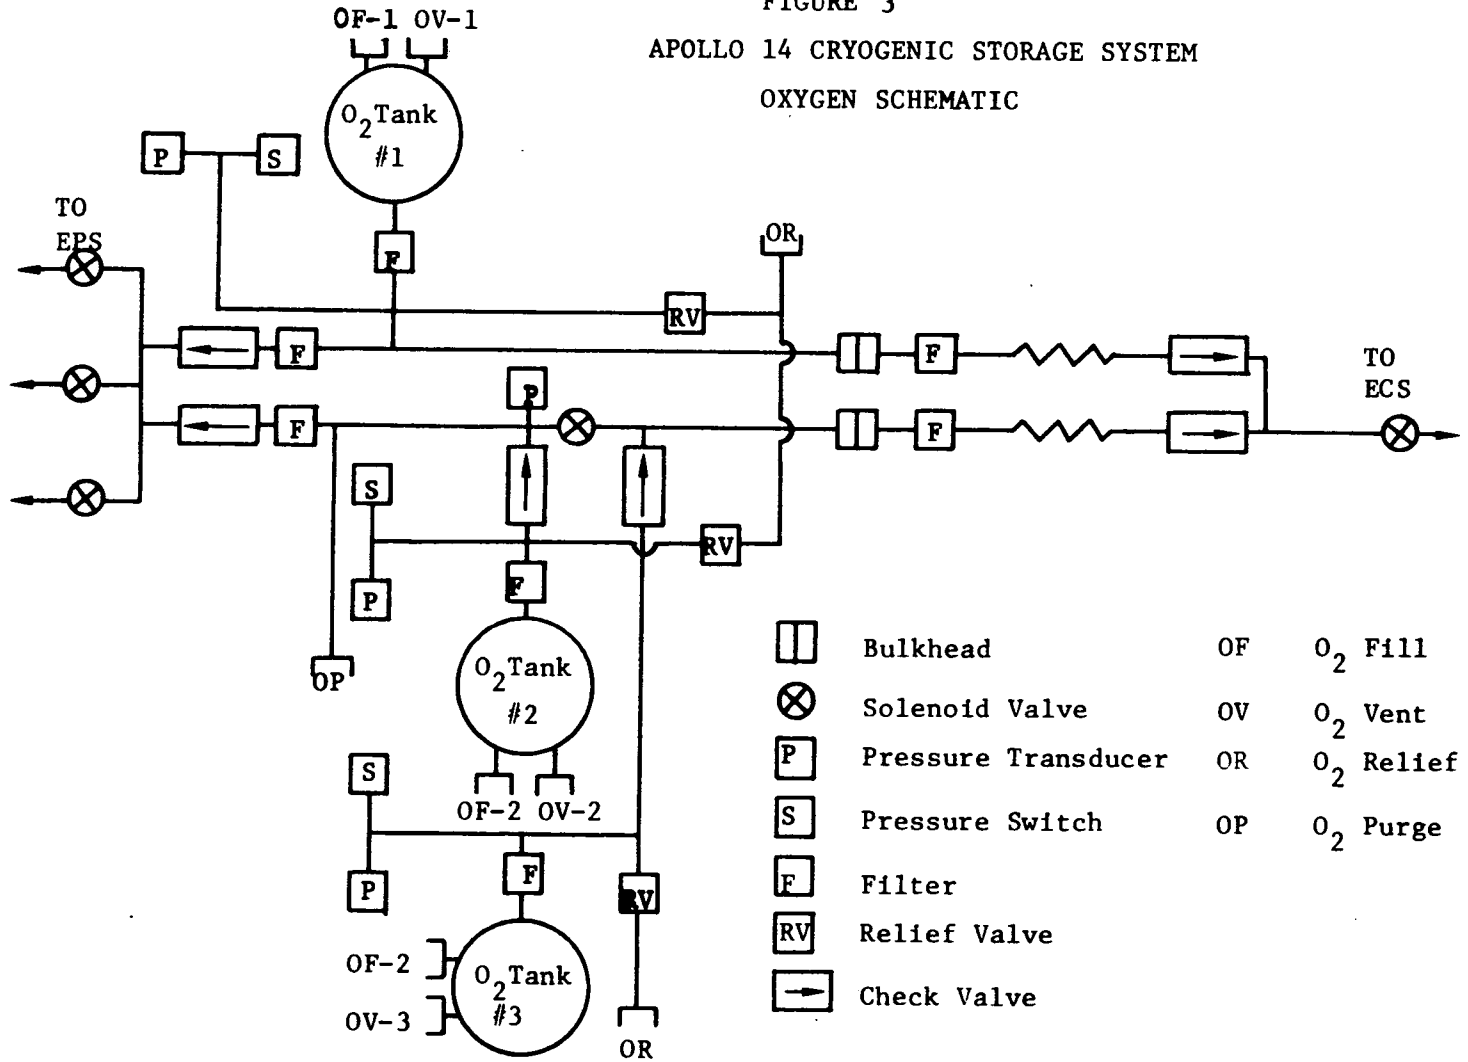 FIGURE 3
APOLLO 14 CRYOGENIC STORAGE SYSTEM
OXYGEN SCHEMATIC
OF-1 OV-1
O2 Tank
#1
P
S
F
TO
EPS
OR
RV
F
F
TO
ECS
P
F
F
S
RV
P
F
OP
O2 Tank
#2
OF-2 OV-2
S
P
F
RV
OF-2
OV-3
O2 Tank
#3
OR
Bulkhead OF O2 Fill
Solenoid Valve OV O2 Vent
P Pressure Transducer OR O2 Relief
S Pressure Switch OP O2 Purge
F Filter
RV Relief Valve
Check Valve